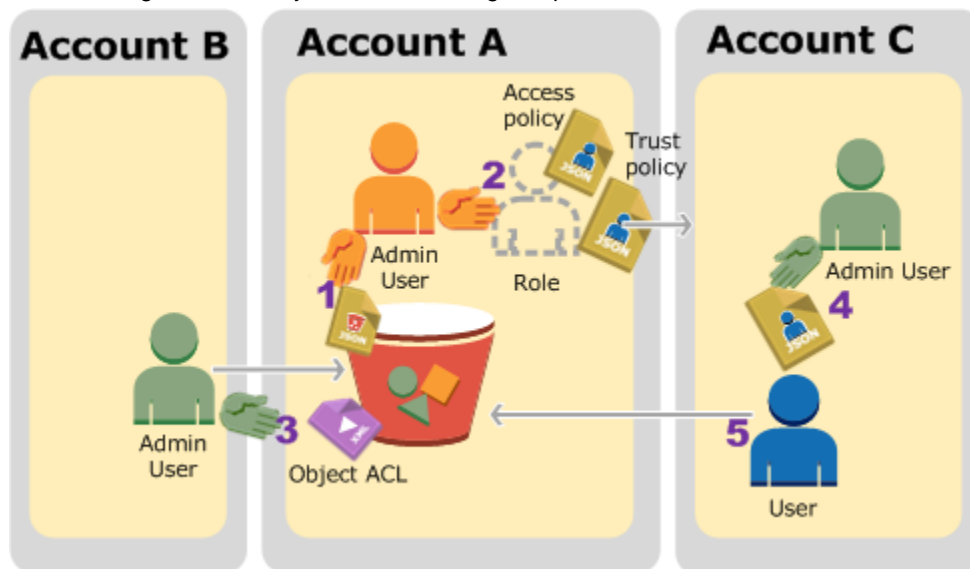 Account B
Account A
Account C
Access
policy
Trust
policy
JSON
JSON
2
Admin
User
Role
Admin User
1
JSON
4
JSON
3
XML
5
Admin
User
Object ACL
User